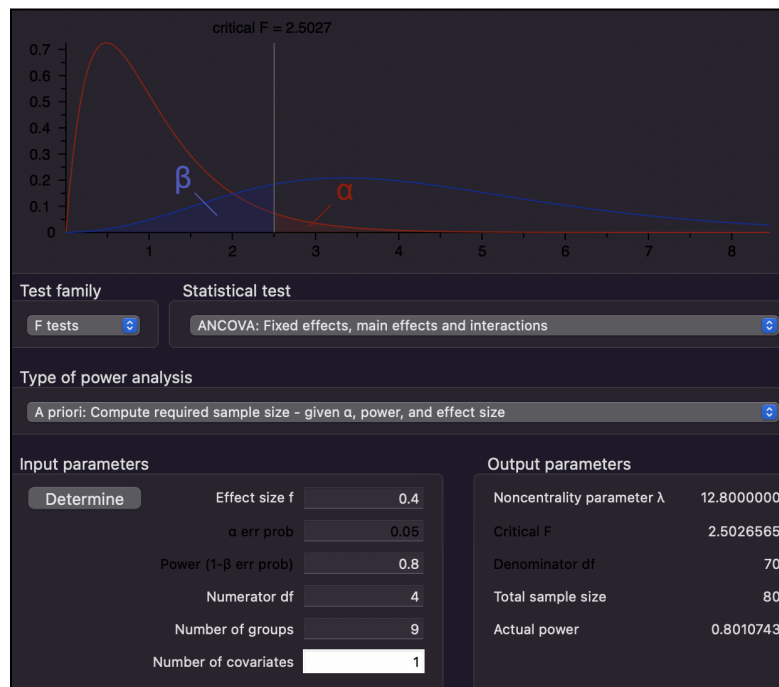 critical F = 2.5027
0.7
0.6
0.5
0.4
0.3
0.2
0.1
0
β
α
1 2 3 4 5 6 7 8
Test family Statistical test
F tests ANCOVA: Fixed effects, main effects and interactions
Type of power analysis
A priori: Compute required sample size - given α, power, and effect size
Input parameters Output parameters
Determine Effect size f 0.4 Noncentrality parameter λ 12.8000000
α err prob 0.05 Critical F 2.5026565
Power (1-β err prob) 0.8 Denominator df 70
Numerator df 4 Total sample size 80
Number of groups 9 Actual power 0.8010743
Number of covariates 1